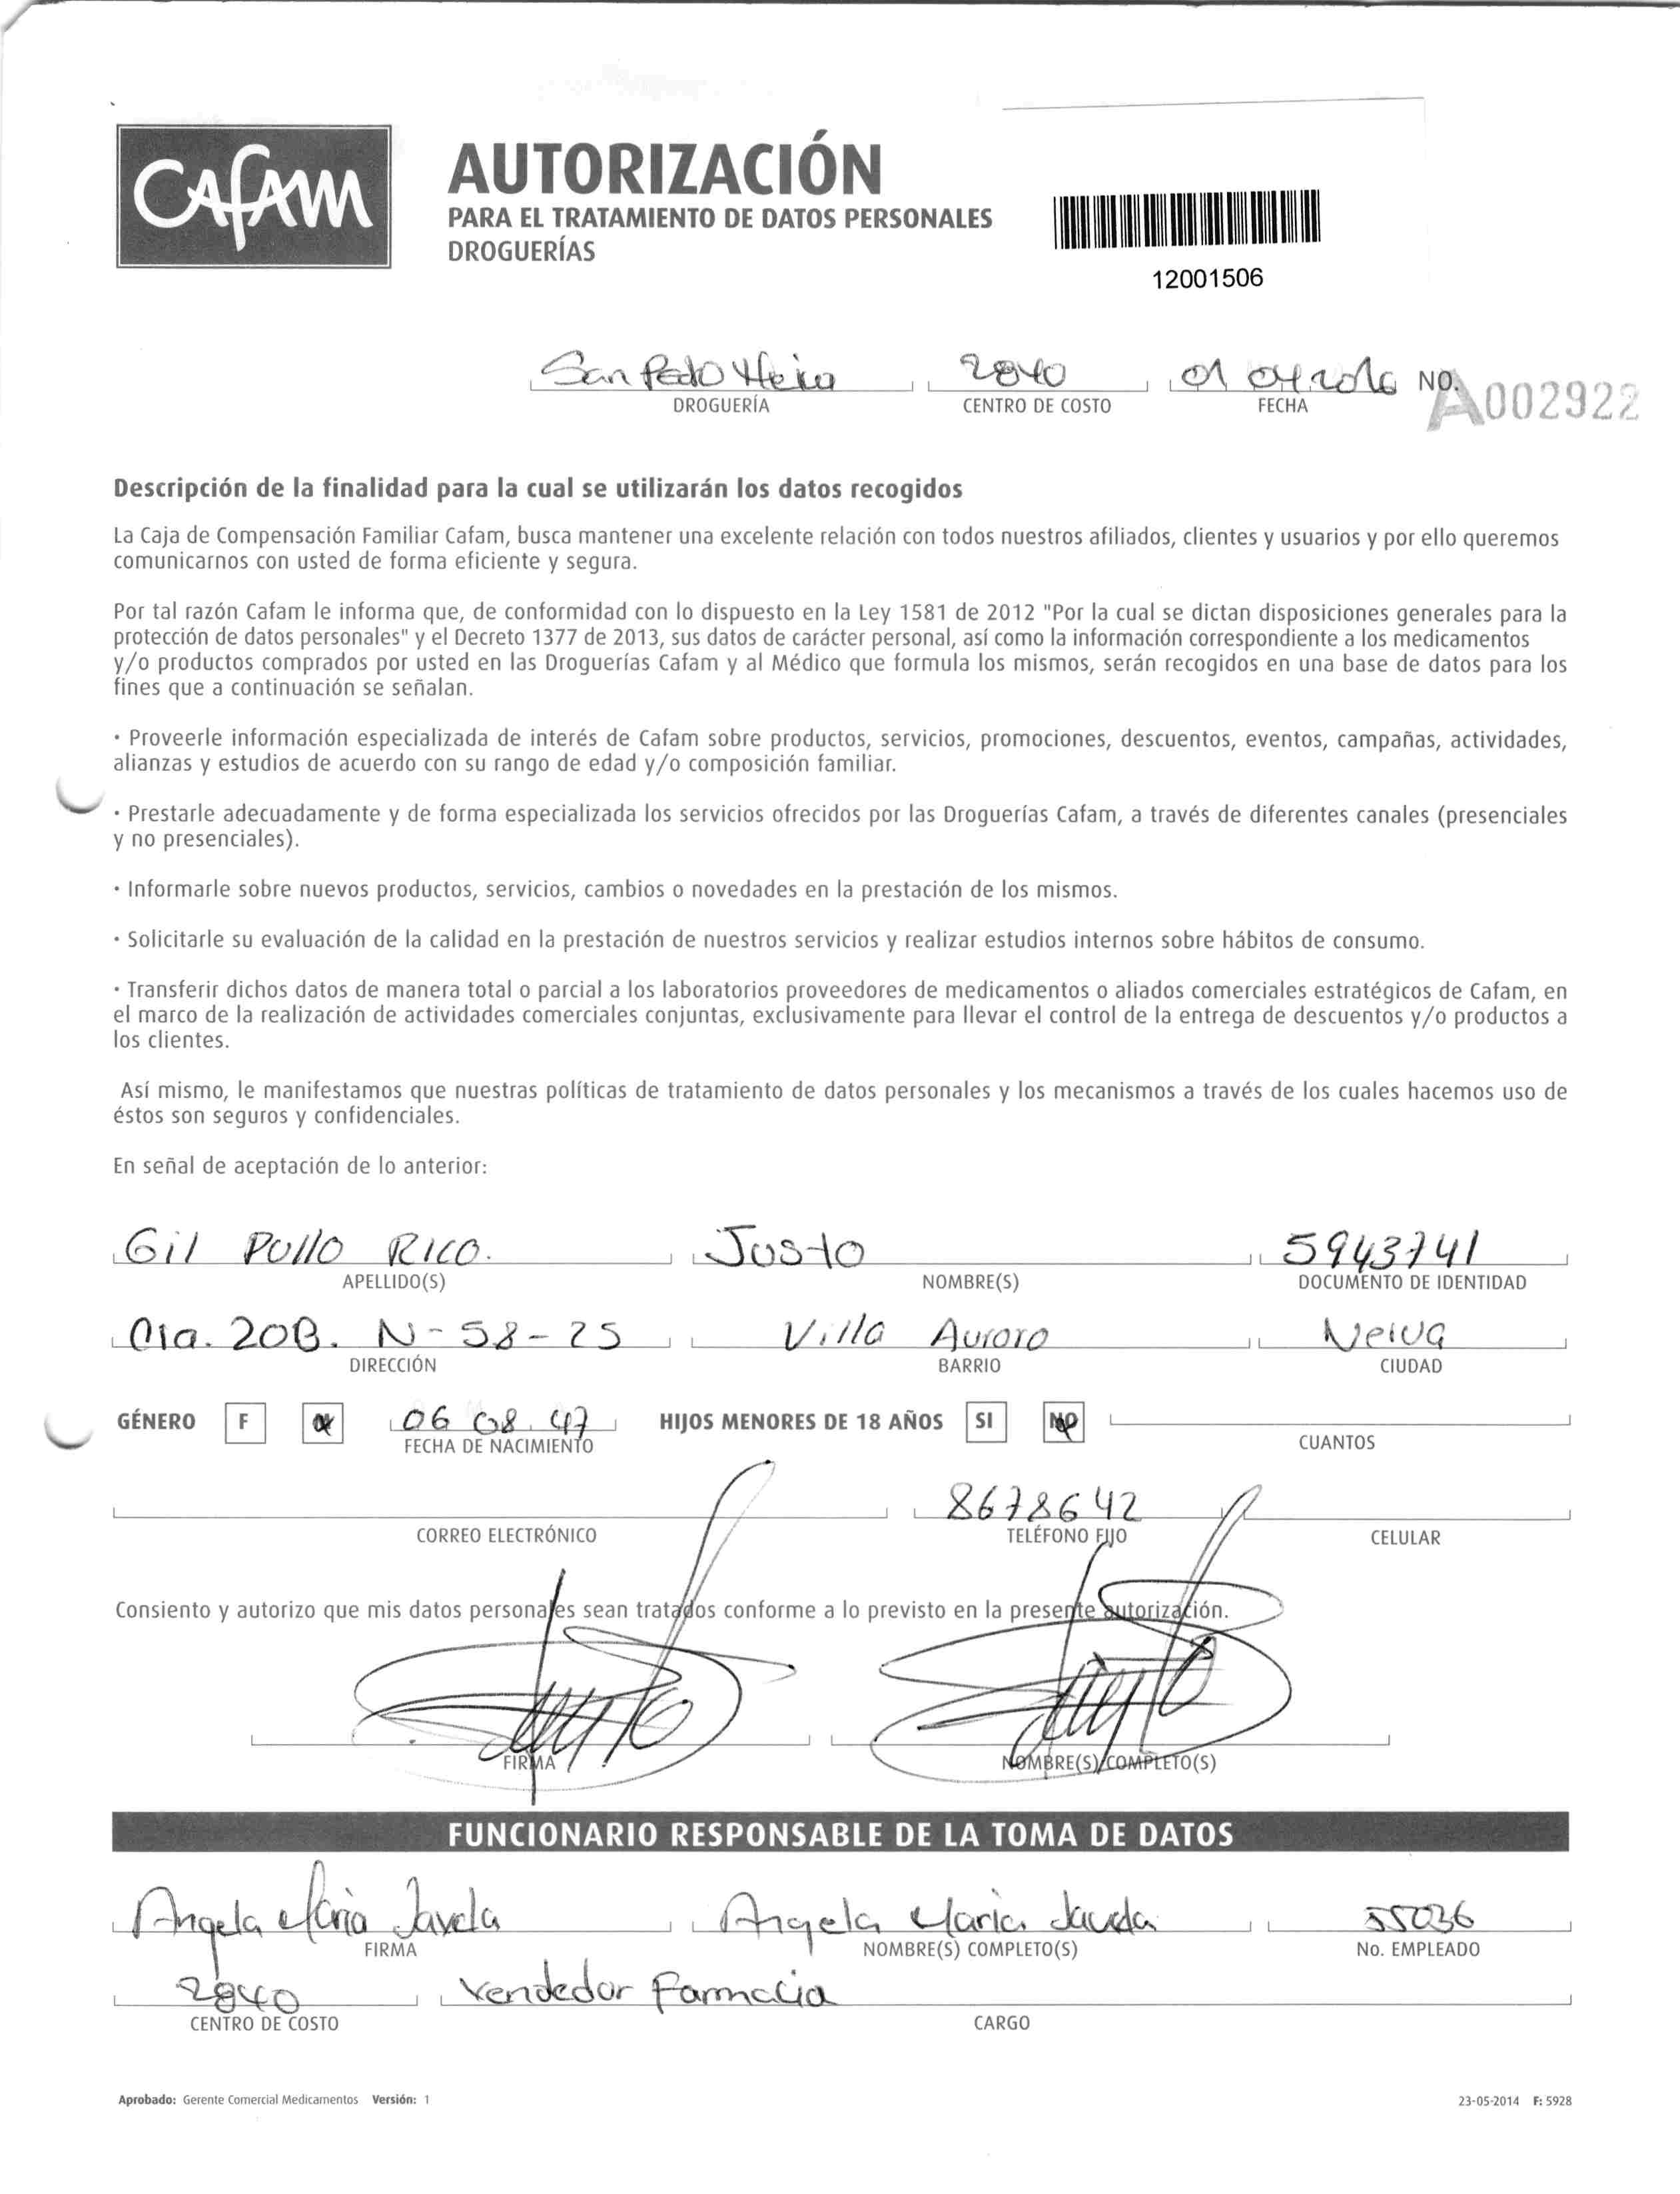 CAFAM
AUTORIZACIÓN
PARA EL TRATAMIENTO DE DATOS PERSONALES
DROGUERÍAS
12001506
San Pedro Neiva 2840 01 04 2016 NO. A002922
DROGUERÍA CENTRO DE COSTO FECHA
Descripción de la finalidad para la cual se utilizarán los datos recogidos
La Caja de Compensación Familiar Cafam, busca mantener una excelente relación con todos nuestros afiliados, clientes y usuarios y por ello queremos
comunicarnos con usted de forma eficiente y segura.
Por tal razón Cafam le informa que, de conformidad con lo dispuesto en la Ley 1581 de 2012 "Por la cual se dictan disposiciones generales para la
protección de datos personales" y el Decreto 1377 de 2013, sus datos de carácter personal, así como la información correspondiente a los medicamentos
y/o productos comprados por usted en las Droguerías Cafam y al Médico que formula los mismos, serán recogidos en una base de datos para los
fines que a continuación se señalan.
· Proveerle información especializada de interés de Cafam sobre productos, servicios, promociones, descuentos, eventos, campañas, actividades,
alianzas y estudios de acuerdo con su rango de edad y/o composición familiar.
· Prestarle adecuadamente y de forma especializada los servicios ofrecidos por las Droguerías Cafam, a través de diferentes canales (presenciales
y no presenciales).
· Informarle sobre nuevos productos, servicios, cambios o novedades en la prestación de los mismos.
· Solicitarle su evaluación de la calidad en la prestación de nuestros servicios y realizar estudios internos sobre hábitos de consumo.
· Transferir dichos datos de manera total o parcial a los laboratorios proveedores de medicamentos o aliados comerciales estratégicos de Cafam, en
el marco de la realización de actividades comerciales conjuntas, exclusivamente para llevar el control de la entrega de descuentos y/o productos a
los clientes.
Así mismo, le manifestamos que nuestras políticas de tratamiento de datos personales y los mecanismos a través de los cuales hacemos uso de
éstos son seguros y confidenciales.
En señal de aceptación de lo anterior:
Gil Pollo Rico. Justo 5943741
APELLIDO(S) NOMBRE(S) DOCUMENTO DE IDENTIDAD
20B. N-58-25 Villa Aurora Neiva
DIRECCIÓN BARRIO CIUDAD
GÉNERO F 06 08 47 HIJOS MENORES DE 18 AÑOS SI NO
FECHA DE NACIMIENTO CUANTOS
8678642
CORREO ELECTRÓNICO TELÉFONO FIJO CELULAR
Consiento y autorizo que mis datos personales sean tratados conforme a lo previsto en la presente autorización.
FIRMA NOMBRE(S) COMPLETO(S)
FUNCIONARIO RESPONSABLE DE LA TOMA DE DATOS
Angela Maria Javela Angela Maria Javela 55036
FIRMA NOMBRE(S) COMPLETO(S) No. EMPLEADO
2840 Vendedor Farmacia
CENTRO DE COSTO CARGO
Aprobado: Gerente Comercial Medicamentos Versión: 1 23-05-2014 F: 5928